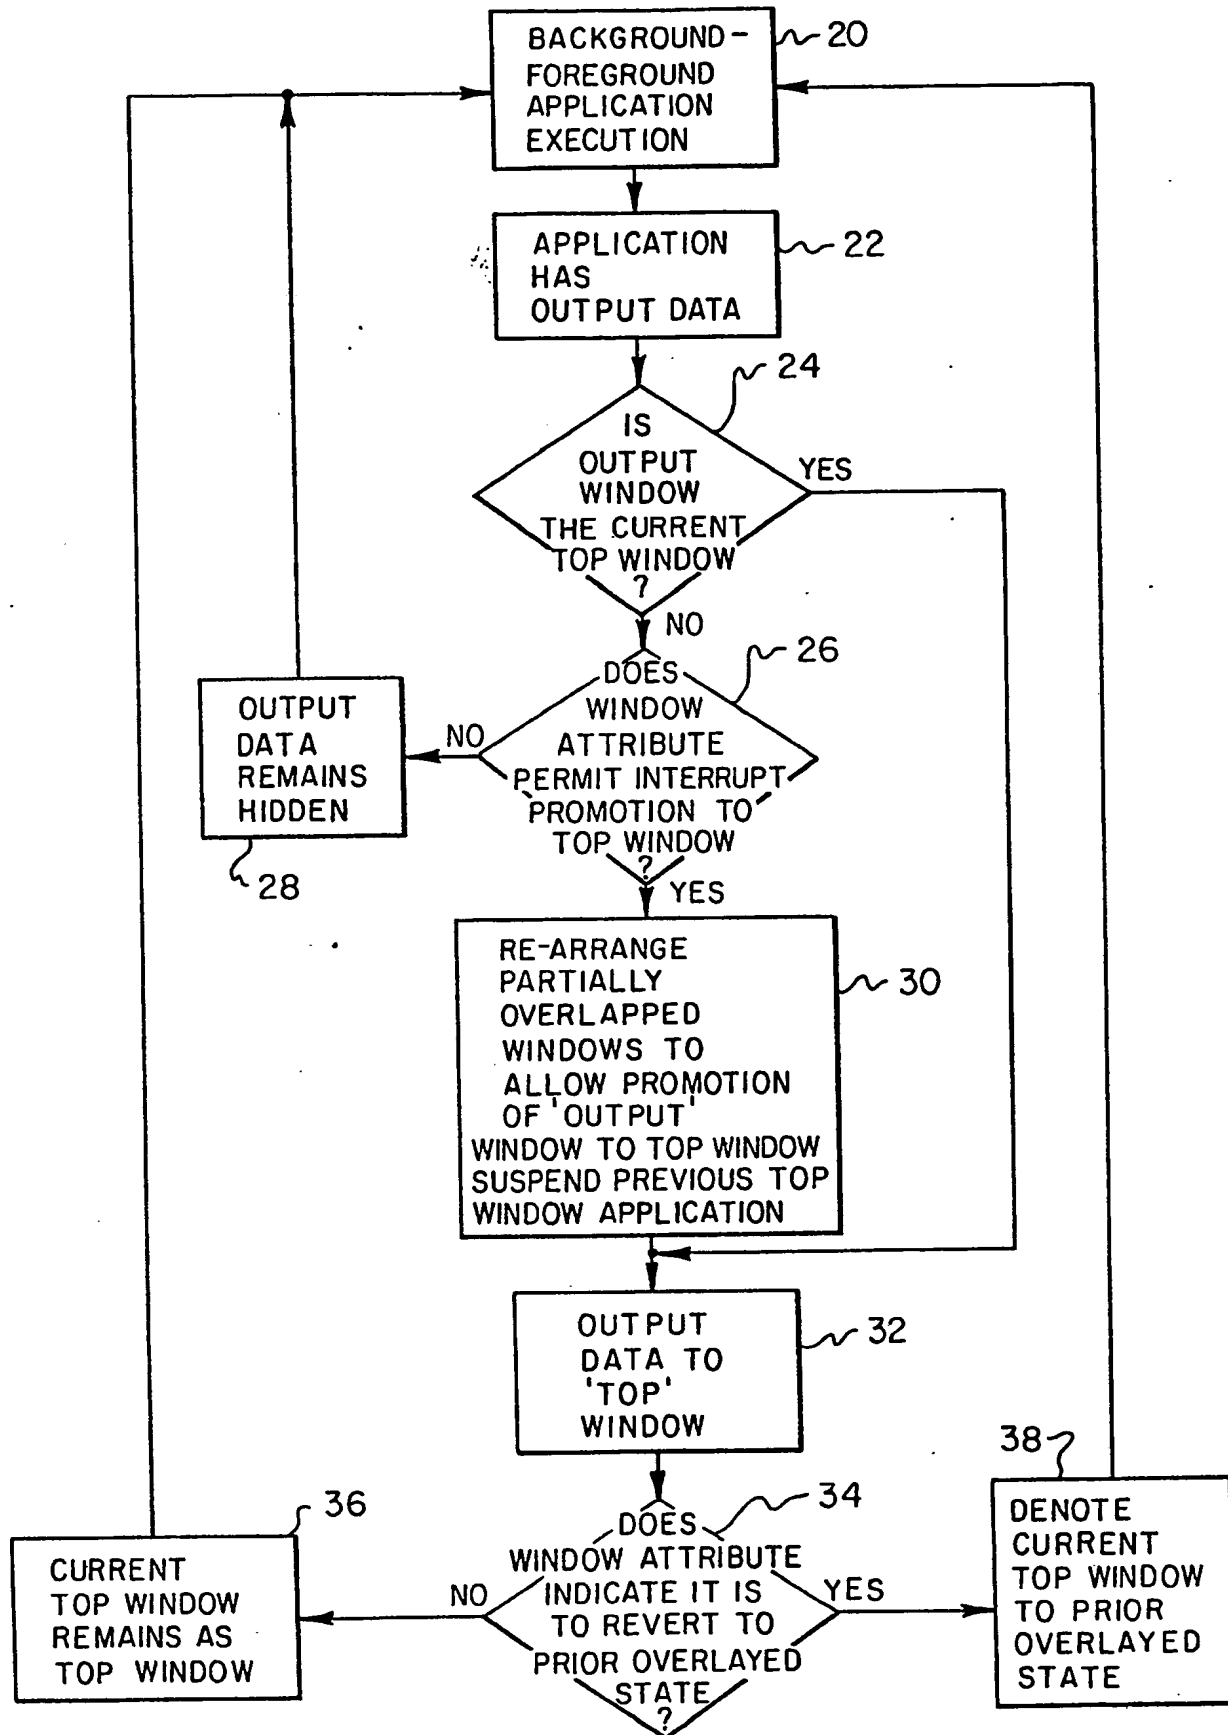 BACKGROUND-
FOREGROUND
APPLICATION
EXECUTION
20
APPLICATION
HAS
OUTPUT DATA
22
24
IS
OUTPUT
WINDOW
THE CURRENT
TOP WINDOW
?
YES
NO
26
DOES
WINDOW
ATTRIBUTE
PERMIT INTERRUPT
PROMOTION TO
TOP WINDOW
?
NO
YES
OUTPUT
DATA
REMAINS
HIDDEN
28
RE-ARRANGE
PARTIALLY
OVERLAPPED
WINDOWS TO
ALLOW PROMOTION
OF 'OUTPUT'
WINDOW TO TOP WINDOW
SUSPEND PREVIOUS TOP
WINDOW APPLICATION
30
OUTPUT
DATA TO
'TOP'
WINDOW
32
34
DOES
WINDOW ATTRIBUTE
INDICATE IT IS
TO REVERT TO
PRIOR OVERLAYED
STATE
?
NO
YES
36
CURRENT
TOP WINDOW
REMAINS AS
TOP WINDOW
38
DENOTE
CURRENT
TOP WINDOW
TO PRIOR
OVERLAYED
STATE